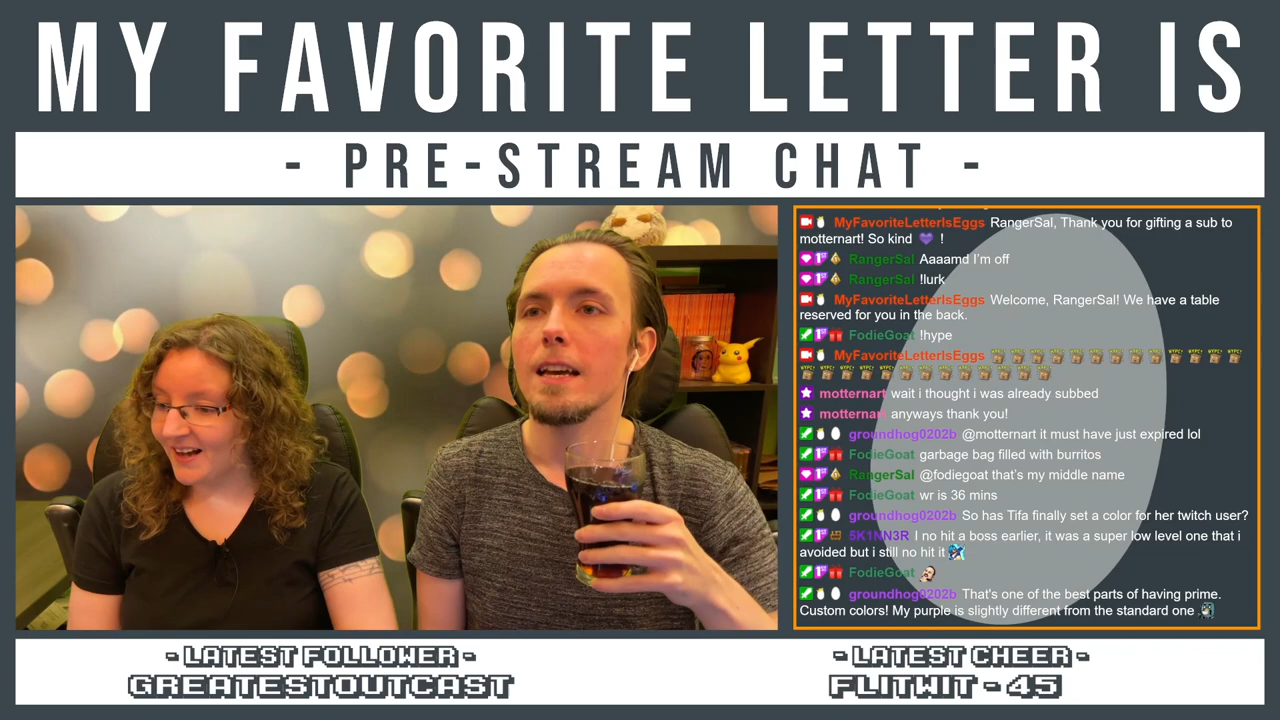 MY FAVORITE LETTER IS
- PRE-STREAM CHAT -
MyFavoriteLetterIsEggs RangerSal, Thank you for gifting a sub to
motternart! So kind 💜 !
RangerSal Aaaamd I'm off
RangerSal !lurk
MyFavoriteLetterIsEggs Welcome, RangerSal! We have a table
reserved for you in the back.
FodieGoat !hype
MyFavoriteLetterIsEggs
motternart wait i thought i was already subbed
motternart anyways thank you!
groundhog0202b @motternart it must have just expired lol
FodieGoat garbage bag filled with burritos
RangerSal @fodiegoat that's my middle name
FodieGoat wr is 36 mins
groundhog0202b So has Tifa finally set a color for her twitch user?
5K1NN3R I no hit a boss earlier, it was a super low level one that i
avoided but i still no hit it
FodieGoat
groundhog0202b That's one of the best parts of having prime.
Custom colors! My purple is slightly different from the standard one
- LATEST FOLLOWER -
GREATESTOUTCAST
- LATEST CHEER -
FLITWIT - 45